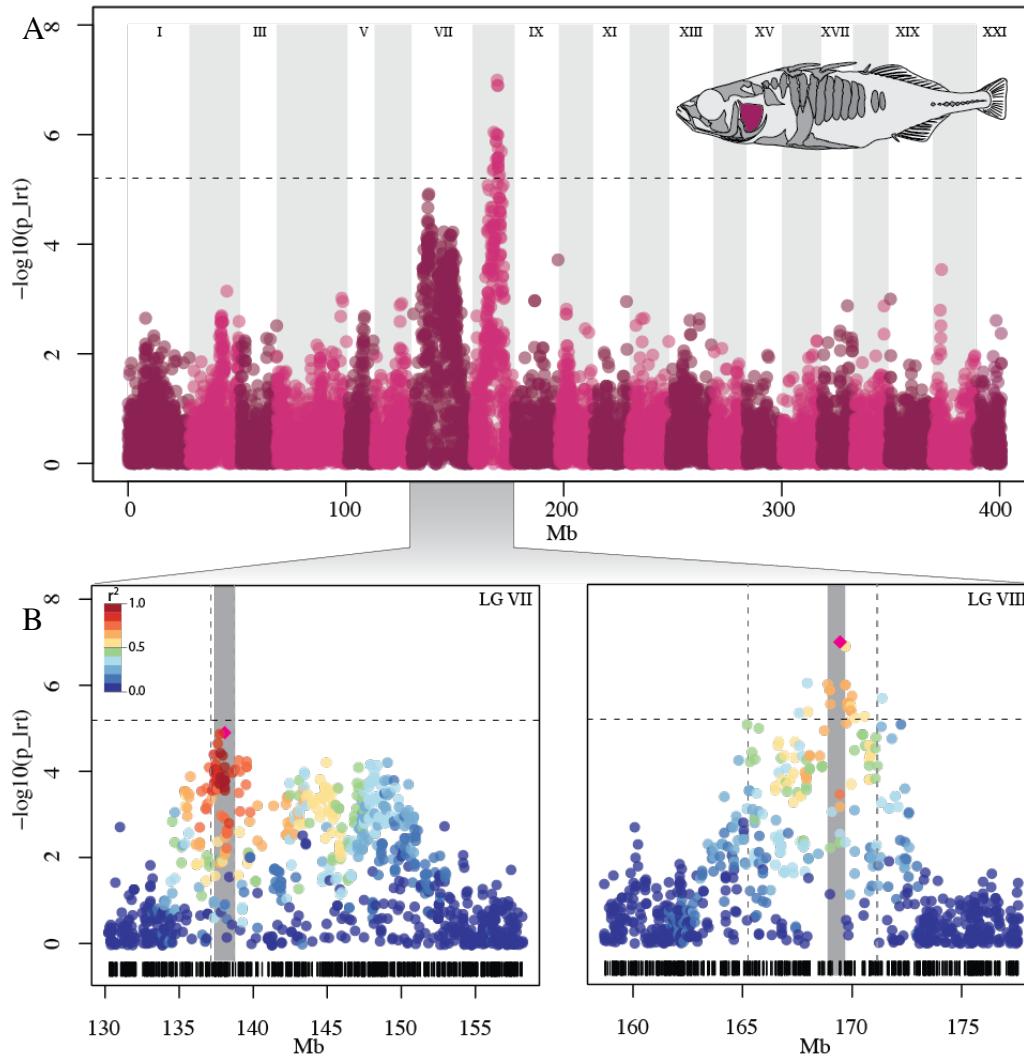 A
I III V VII IX XI XIII XV XVII XIX XXI
8
6
4
2
0
−log10(p_lrt)
0 100 200 300 400
Mb
B
r²
1.0
0.5
0.0
LG VII
8
6
4
2
0
−log10(p_lrt)
130 135 140 145 150 155
Mb
LG VIII
160 165 170 175
Mb